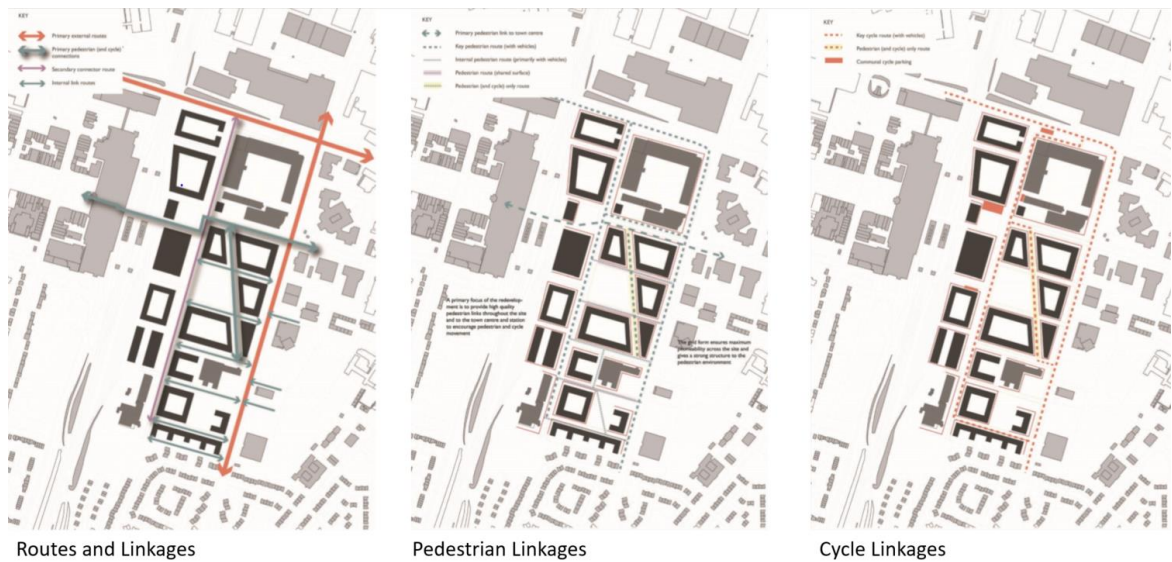 KEY
Primary external routes
Primary pedestrian (and cycle)
connections
Secondary connector route
Internal link routes
KEY
Primary pedestrian link to town centre
Key pedestrian route (with vehicles)
Internal pedestrian route (primarily with vehicles)
Pedestrian route (shared surface)
Pedestrian (and cycle) only route
A primary focus of the redevelop-
ment is to provide high quality
pedestrian links throughout the site
and to the town centre and station
to encourage pedestrian and cycle
movement
The grid form ensures maximum
permeability across the site and
gives a strong structure to the
pedestrian environment
KEY
Key cycle route (with vehicles)
Pedestrian (and cycle) only route
Communal cycle parking
Routes and Linkages
Pedestrian Linkages
Cycle Linkages